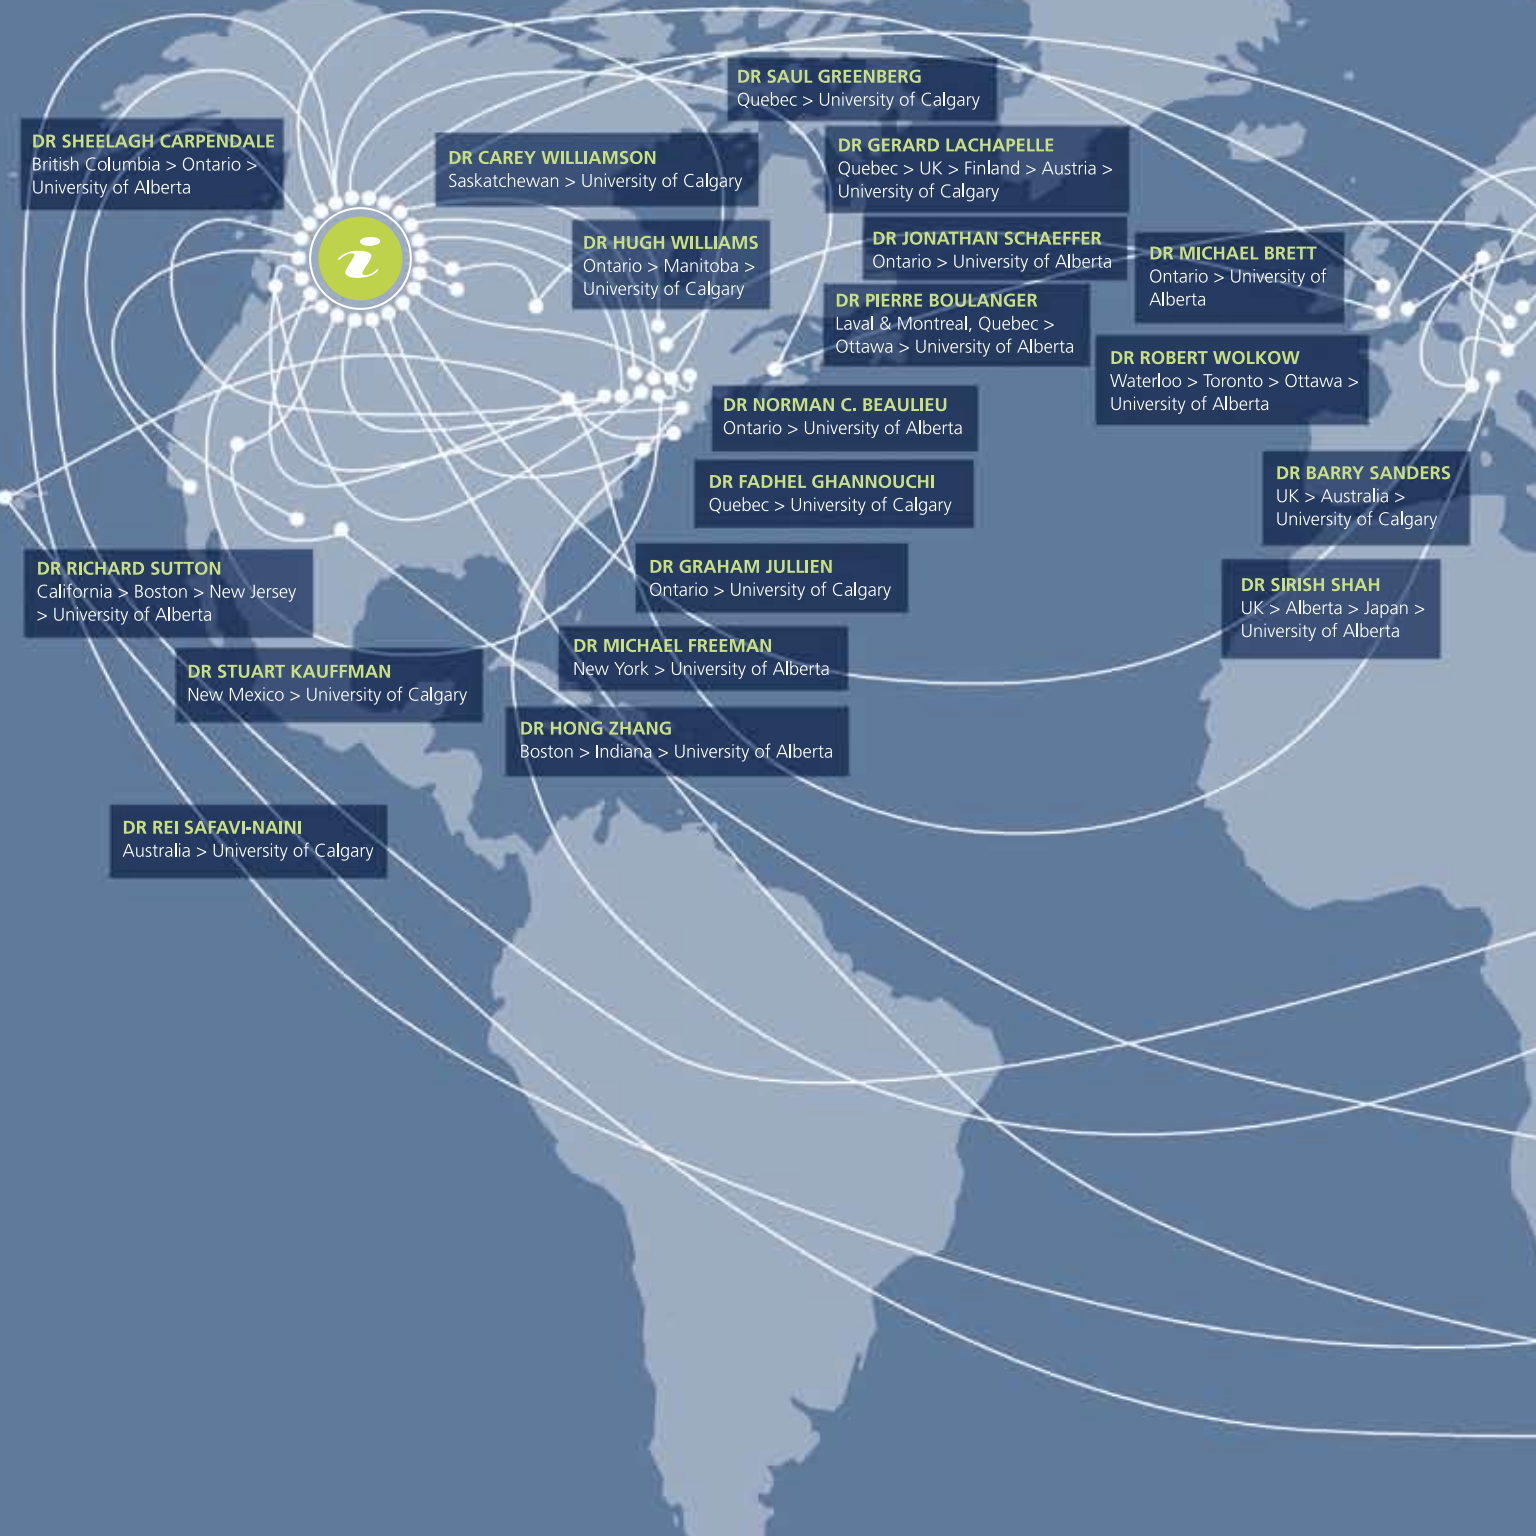 DR SAUL GREENBERG
Quebec > University of Calgary
DR SHEELAGH CARPENDALE
British Columbia > Ontario >
University of Alberta
DR CAREY WILLIAMSON
Saskatchewan > University of Calgary
DR GERARD LACHAPELLE
Quebec > UK > Finland > Austria >
University of Calgary
i
DR HUGH WILLIAMS
Ontario > Manitoba >
University of Calgary
DR JONATHAN SCHAEFFER
Ontario > University of Alberta
DR MICHAEL BRETT
Ontario > University of
Alberta
DR PIERRE BOULANGER
Laval & Montreal, Quebec >
Ottawa > University of Alberta
DR ROBERT WOLKOW
Waterloo > Toronto > Ottawa >
University of Alberta
DR NORMAN C. BEAULIEU
Ontario > University of Alberta
DR FADHEL GHANNOUCHI
Quebec > University of Calgary
DR BARRY SANDERS
UK > Australia >
University of Calgary
DR RICHARD SUTTON
California > Boston > New Jersey
> University of Alberta
DR GRAHAM JULLIEN
Ontario > University of Calgary
DR SIRISH SHAH
UK > Alberta > Japan >
University of Alberta
DR MICHAEL FREEMAN
New York > University of Alberta
DR STUART KAUFFMAN
New Mexico > University of Calgary
DR HONG ZHANG
Boston > Indiana > University of Alberta
DR REI SAFAVI-NAINI
Australia > University of Calgary